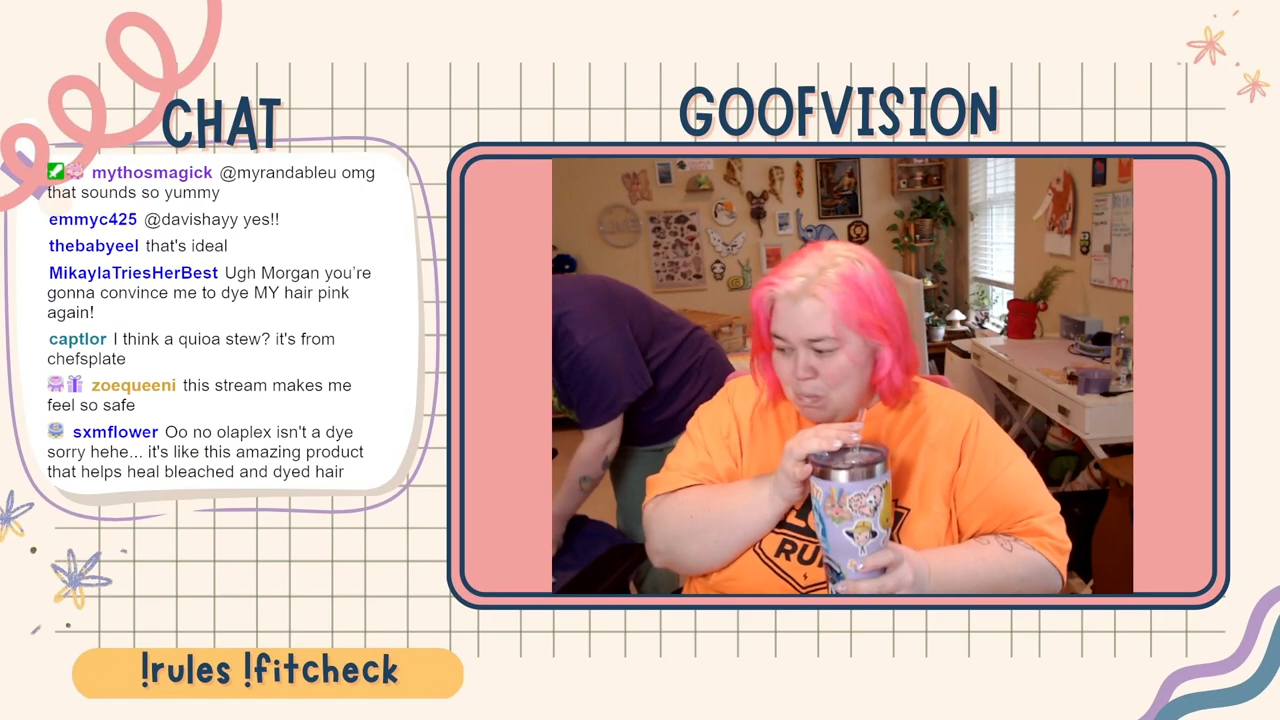 CHAT
GOOFVISION
mythosmagick @myrandableu omg
that sounds so yummy
emmyc425 @davishayy yes!!
thebabyeel that's ideal
MikaylaTriesHerBest Ugh Morgan you're
gonna convince me to dye MY hair pink
again!
captlor I think a quioa stew? it's from
chefsplate
zoequeeni this stream makes me
feel so safe
sxmflower Oo no olaplex isn't a dye
sorry hehe... it's like this amazing product
that helps heal bleached and dyed hair
!rules !fitcheck